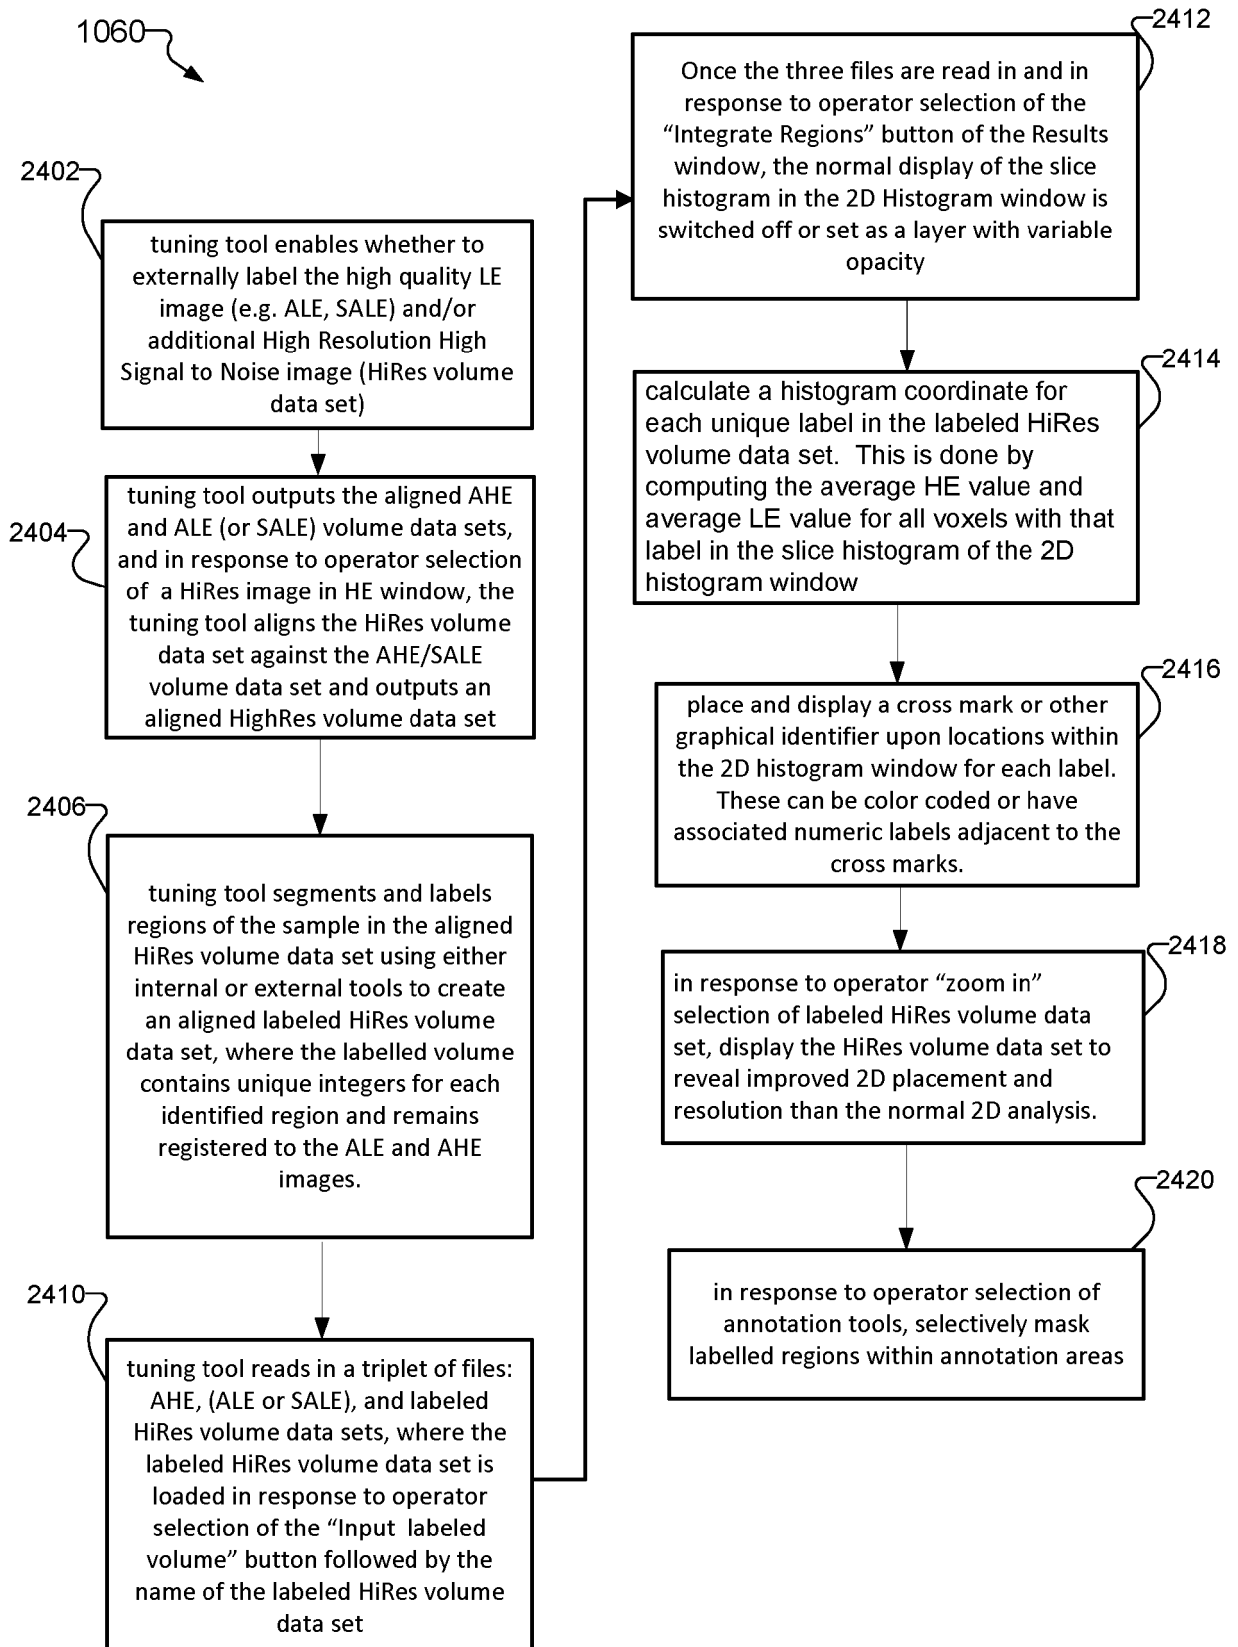 1060
2402
tuning tool enables whether to
externally label the high quality LE
image (e.g. ALE, SALE) and/or
additional High Resolution High
Signal to Noise image (HiRes volume
data set)
2404
tuning tool outputs the aligned AHE
and ALE (or SALE) volume data sets,
and in response to operator selection
of a HiRes image in HE window, the
tuning tool aligns the HiRes volume
data set against the AHE/SALE
volume data set and outputs an
aligned HighRes volume data set
2406
tuning tool segments and labels
regions of the sample in the aligned
HiRes volume data set using either
internal or external tools to create
an aligned labeled HiRes volume
data set, where the labelled volume
contains unique integers for each
identified region and remains
registered to the ALE and AHE
images.
2410
tuning tool reads in a triplet of files:
AHE, (ALE or SALE), and labeled
HiRes volume data sets, where the
labeled HiRes volume data set is
loaded in response to operator
selection of the “Input labeled
volume” button followed by the
name of the labeled HiRes volume
data set
2412
Once the three files are read in and in
response to operator selection of the
“Integrate Regions” button of the Results
window, the normal display of the slice
histogram in the 2D Histogram window is
switched off or set as a layer with variable
opacity
2414
calculate a histogram coordinate for
each unique label in the labeled HiRes
volume data set. This is done by
computing the average HE value and
average LE value for all voxels with that
label in the slice histogram of the 2D
histogram window
2416
place and display a cross mark or other
graphical identifier upon locations within
the 2D histogram window for each label.
These can be color coded or have
associated numeric labels adjacent to the
cross marks.
2418
in response to operator “zoom in”
selection of labeled HiRes volume data
set, display the HiRes volume data set to
reveal improved 2D placement and
resolution than the normal 2D analysis.
2420
in response to operator selection of
annotation tools, selectively mask
labelled regions within annotation areas